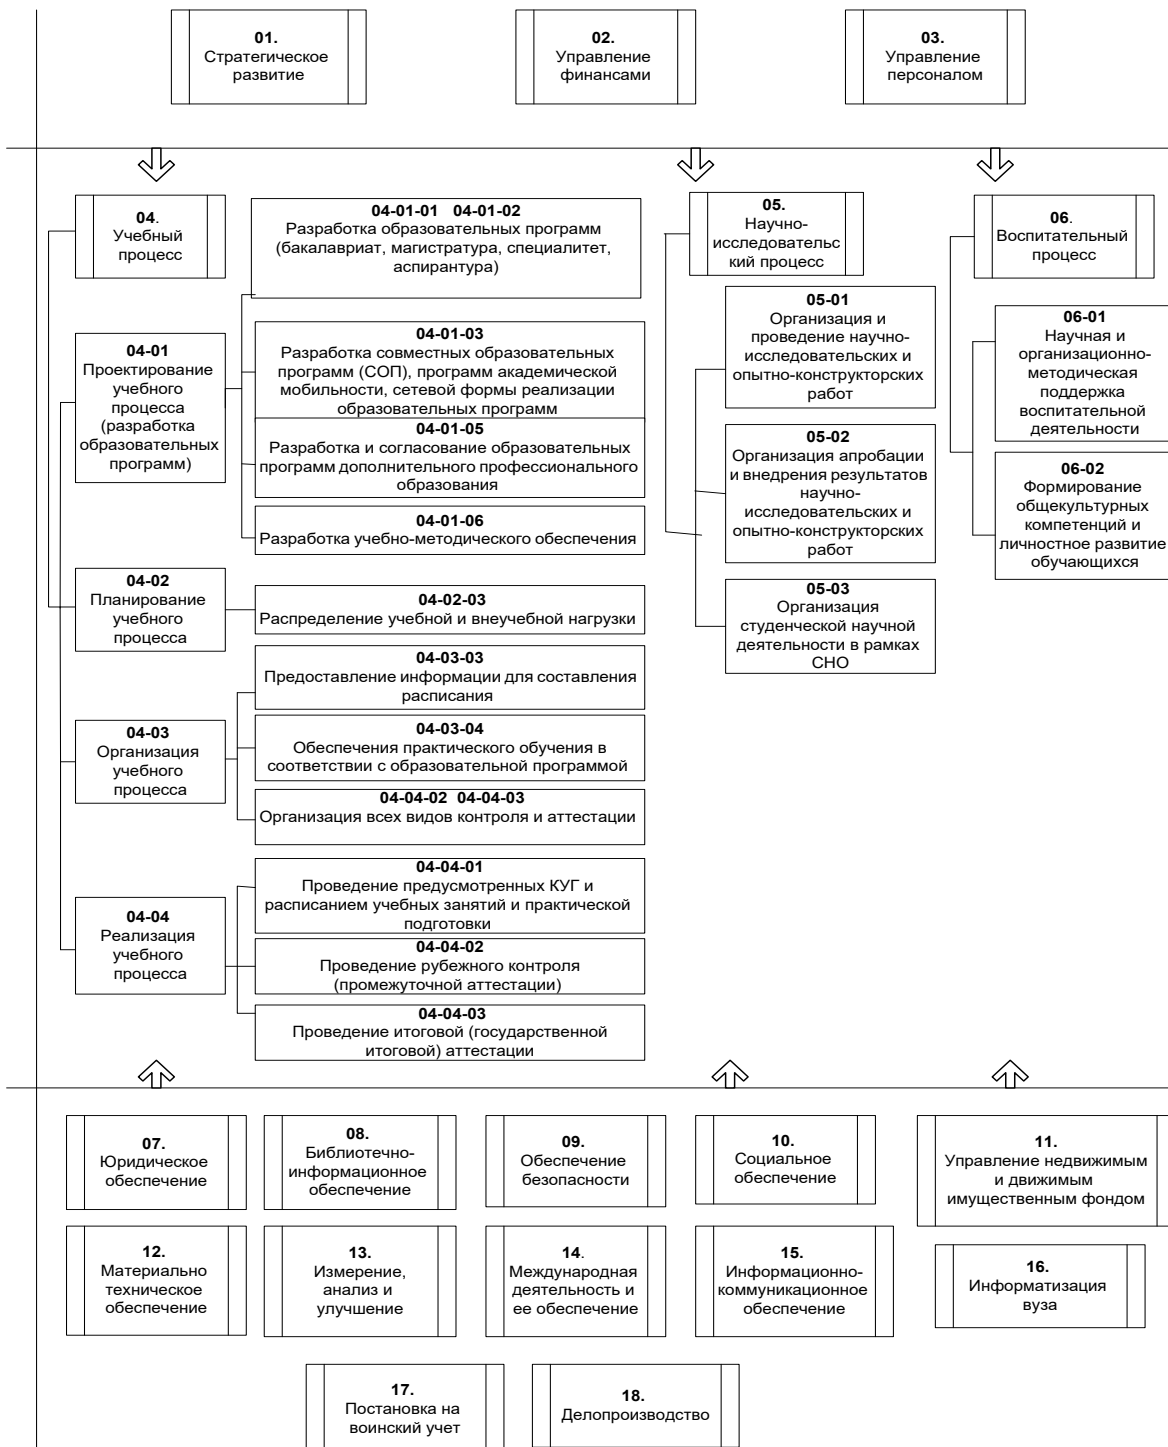 01.
Стратегическое
развитие
02.
Управление
финансами
03.
Управление
персоналом
04.
Учебный
процесс
04-01-01 04-01-02
Разработка образовательных программ
(бакалавриат, магистратура, специалитет,
аспирантура)
04-01
Проектирование
учебного
процесса
(разработка
образовательных
программ)
04-01-03
Разработка совместных образовательных
программ (СОП), программ академической
мобильности, сетевой формы реализации
образовательных программ
04-01-05
Разработка и согласование образовательных
программ дополнительного профессионального
образования
04-01-06
Разработка учебно-методического обеспечения
04-02
Планирование
учебного
процесса
04-02-03
Распределение учебной и внеучебной нагрузки
04-03
Организация
учебного
процесса
04-03-03
Предоставление информации для составления
расписания
04-03-04
Обеспечения практического обучения в
соответствии с образовательной программой
04-04-02 04-04-03
Организация всех видов контроля и аттестации
04-04
Реализация
учебного
процесса
04-04-01
Проведение предусмотренных КУГ и
расписанием учебных занятий и практической
подготовки
04-04-02
Проведение рубежного контроля
(промежуточной аттестации)
04-04-03
Проведение итоговой (государственной
итоговой) аттестации
05.
Научно-
исследовательс
кий процесс
05-01
Организация и
проведение научно-
исследовательских и
опытно-конструкторских
работ
05-02
Организация апробации
и внедрения результатов
научно-
исследовательских и
опытно-конструкторских
работ
05-03
Организация
студенческой научной
деятельности в рамках
СНО
06.
Воспитательный
процесс
06-01
Научная и
организационно-
методическая
поддержка
воспитательной
деятельности
06-02
Формирование
общекультурных
компетенций и
личностное развитие
обучающихся
07.
Юридическое
обеспечение
08.
Библиотечно-
информационное
обеспечение
09.
Обеспечение
безопасности
10.
Социальное
обеспечение
11.
Управление недвижимым
и движимым
имущественным фондом
12.
Материально
техническое
обеспечение
13.
Измерение,
анализ и
улучшение
14.
Международная
деятельность и
ее обеспечение
15.
Информационно-
коммуникационное
обеспечение
16.
Информатизация
вуза
17.
Постановка на
воинский учет
18.
Делопроизводство